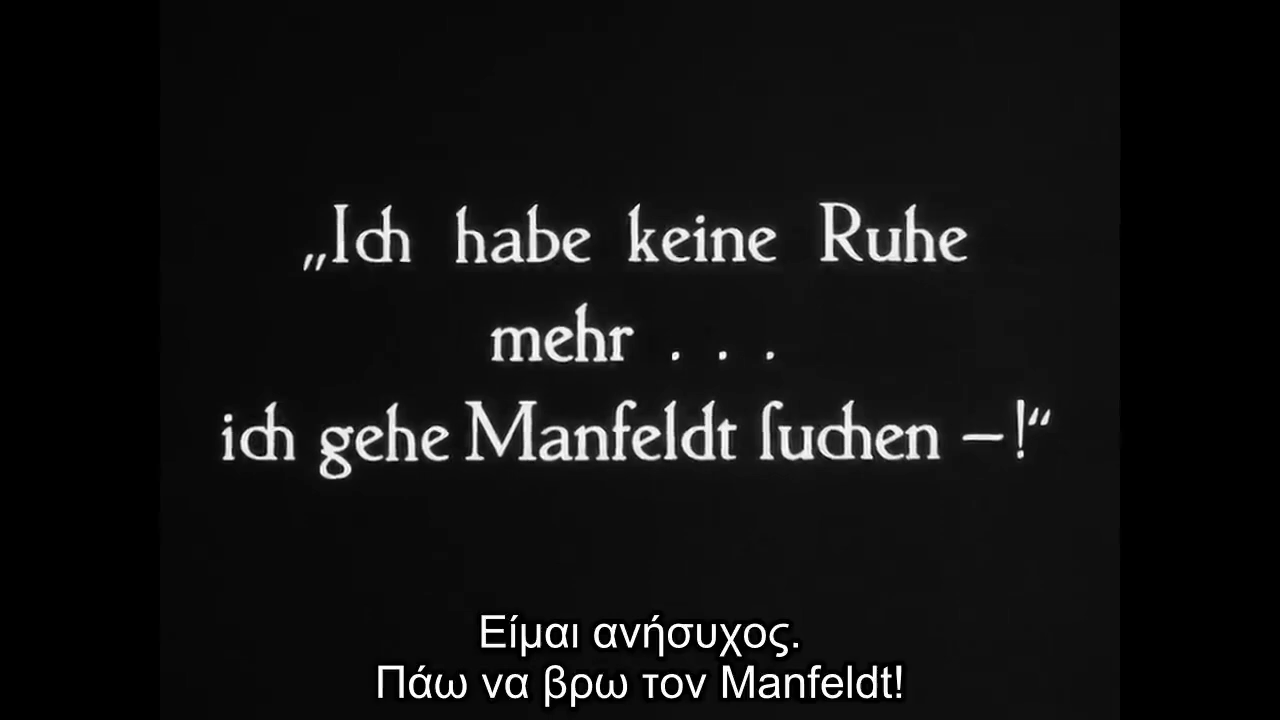 „Ich habe keine Ruhe
mehr . . .
ich gehe Manfeldt ſuchen –!“
Είμαι ανήσυχος.
Πάω να βρω τον Manfeldt!